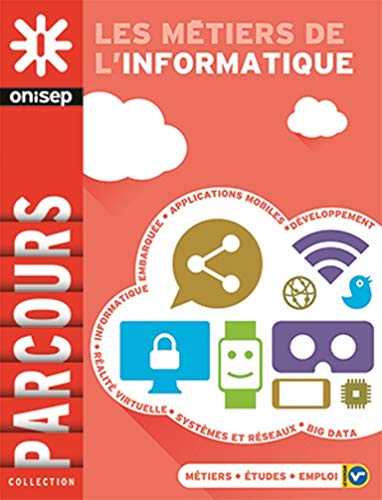 LES MÉTIERS DE
L'INFORMATIQUE
onisep
PARCOURS
COLLECTION
INFORMATIQUE EMBARQUÉE • APPLICATIONS MOBILES • DÉVELOPPEMENT
• RÉALITÉ VIRTUELLE • SYSTÈMES ET RÉSEAUX • BIG DATA
MÉTIERS • ÉTUDES • EMPLOI